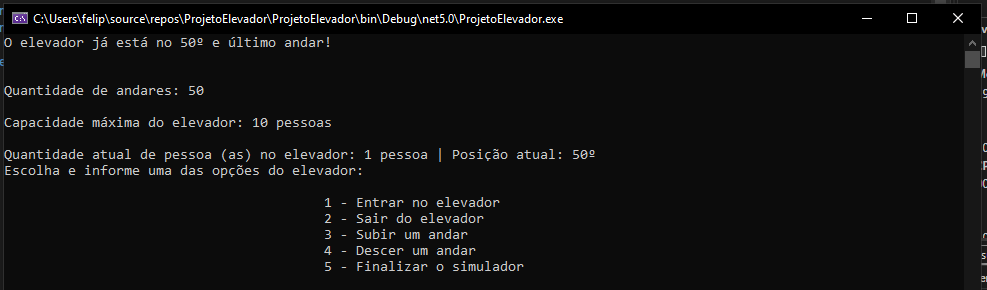 C:\Users\felip\source\repos\ProjetoElevador\ProjetoElevador\bin\Debug\net5.0\ProjetoElevador.exe
O elevador já está no 50º e último andar!
Quantidade de andares: 50
Capacidade máxima do elevador: 10 pessoas
Quantidade atual de pessoa (as) no elevador: 1 pessoa | Posição atual: 50º
Escolha e informe uma das opções do elevador:
1 - Entrar no elevador
2 - Sair do elevador
3 - Subir um andar
4 - Descer um andar
5 - Finalizar o simulador